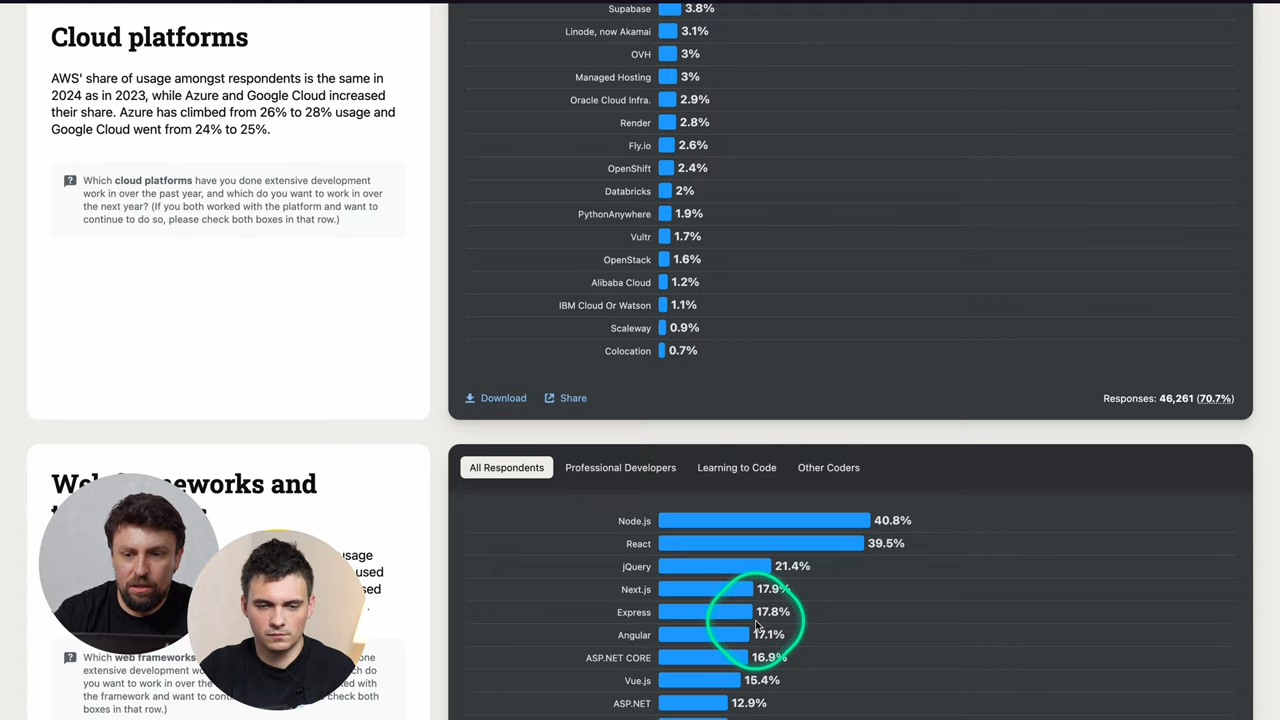 Cloud platforms
AWS' share of usage amongst respondents is the same in
2024 as in 2023, while Azure and Google Cloud increased
their share. Azure has climbed from 26% to 28% usage and
Google Cloud went from 24% to 25%.
Which cloud platforms have you done extensive development
work in over the past year, and which do you want to work in over
the next year? (If you both worked with the platform and want to
continue to do so, please check both boxes in that row.)
Supabase 3.8%
Linode, now Akamai 3.1%
OVH 3%
Managed Hosting 3%
Oracle Cloud Infra. 2.9%
Render 2.8%
Fly.io 2.6%
OpenShift 2.4%
Databricks 2%
PythonAnywhere 1.9%
Vultr 1.7%
OpenStack 1.6%
Alibaba Cloud 1.2%
IBM Cloud Or Watson 1.1%
Scaleway 0.9%
Colocation 0.7%
Download Share Responses: 46,261 (70.7%)
and
Which web frameworks
extensive development
you want to work in over the
the framework and want to
boxes in that row.)
All Respondents Professional Developers Learning to Code Other Coders
Node.js 40.8%
React 39.5%
jQuery 21.4%
Next.js 17.9%
Express 17.8%
Angular 17.1%
ASP.NET CORE 16.9%
Vue.js 15.4%
ASP.NET 12.9%